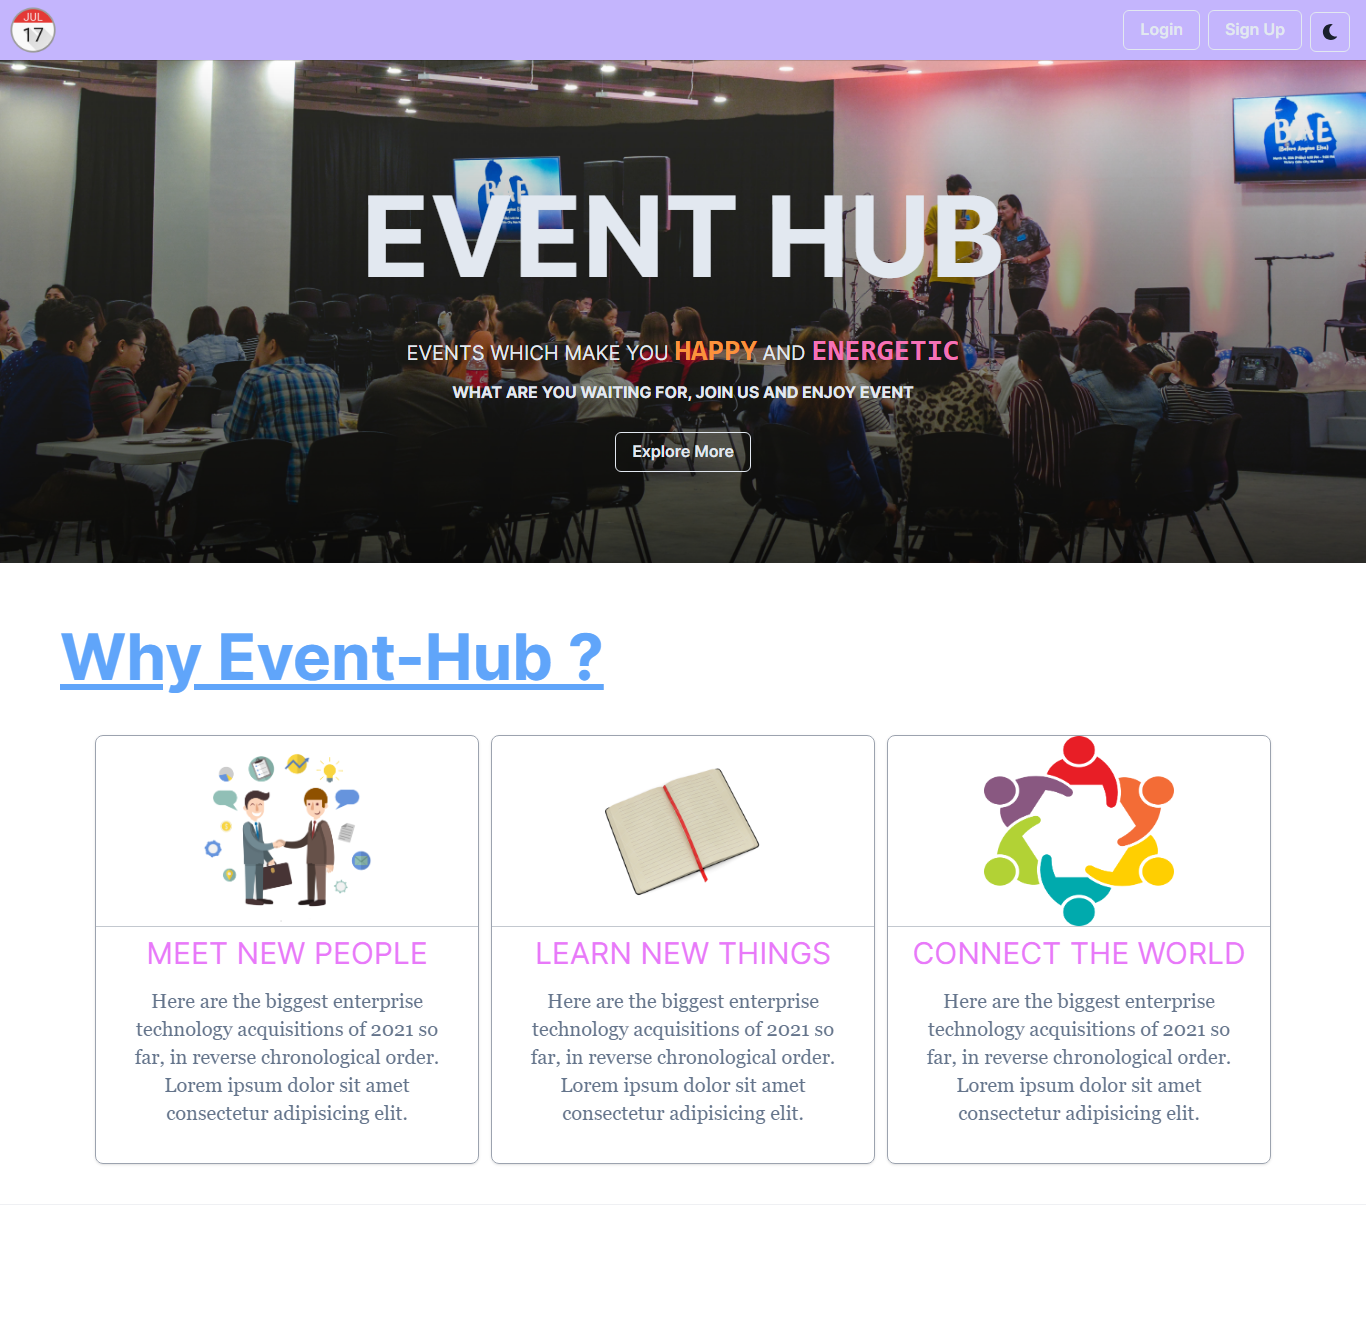 JUL
17
Login
Sign Up
BAE
(Before Anyone Else)
EVENT HUB
EVENTS WHICH MAKE YOU HAPPY AND ENERGETIC
WHAT ARE YOU WAITING FOR, JOIN US AND ENJOY EVENT
Explore More
Why Event-Hub ?
MEET NEW PEOPLE
Here are the biggest enterprise
technology acquisitions of 2021 so
far, in reverse chronological order.
Lorem ipsum dolor sit amet
consectetur adipisicing elit.
LEARN NEW THINGS
Here are the biggest enterprise
technology acquisitions of 2021 so
far, in reverse chronological order.
Lorem ipsum dolor sit amet
consectetur adipisicing elit.
CONNECT THE WORLD
Here are the biggest enterprise
technology acquisitions of 2021 so
far, in reverse chronological order.
Lorem ipsum dolor sit amet
consectetur adipisicing elit.